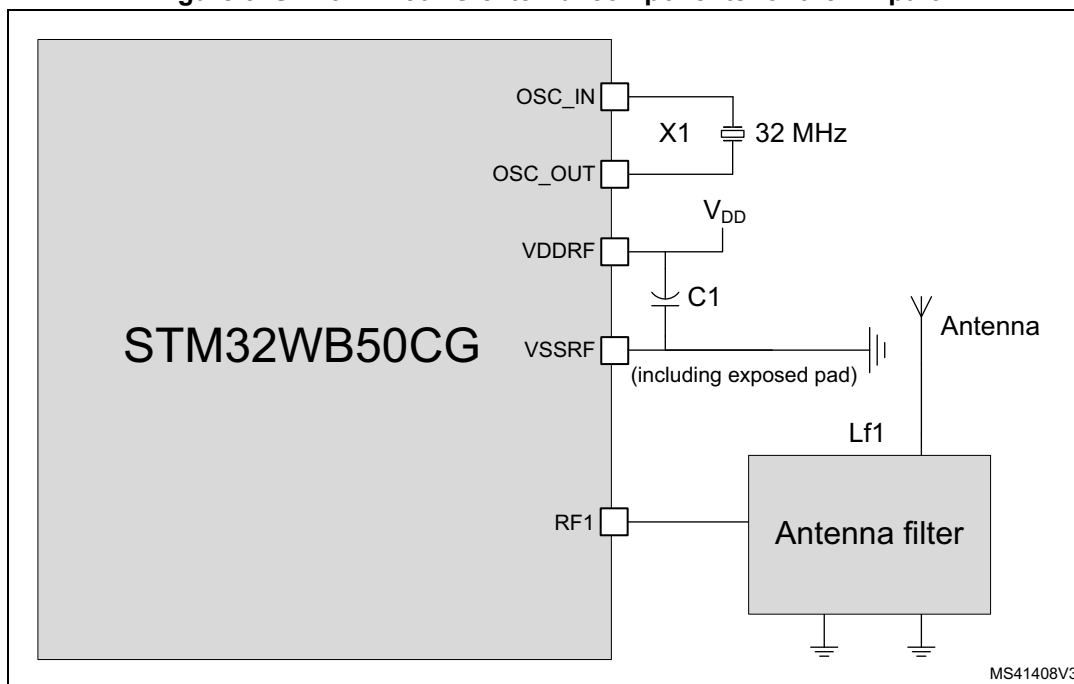 OSC_IN
X1
32 MHz
OSC_OUT
VDD
VDDRF
C1
Antenna
STM32WB50CG
VSSRF
(including exposed pad)
Lf1
RF1
Antenna filter
MS41408V3